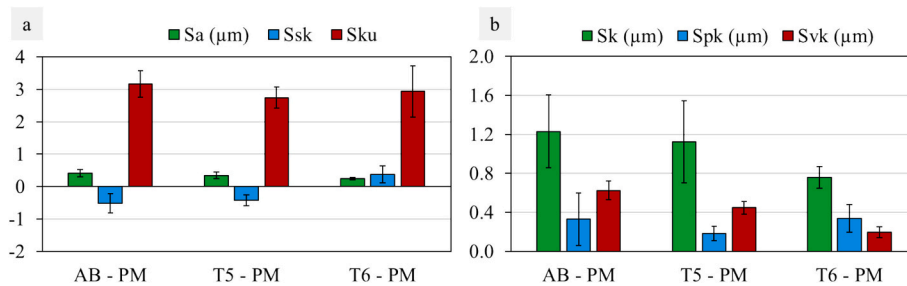 a
Sa (µm) Ssk Sku
4
3
2
1
0
-1
-2
AB - PM T5 - PM T6 - PM
b
Sk (µm) Spk (µm) Svk (µm)
2.0
1.6
1.2
0.8
0.4
0.0
AB - PM T5 - PM T6 - PM